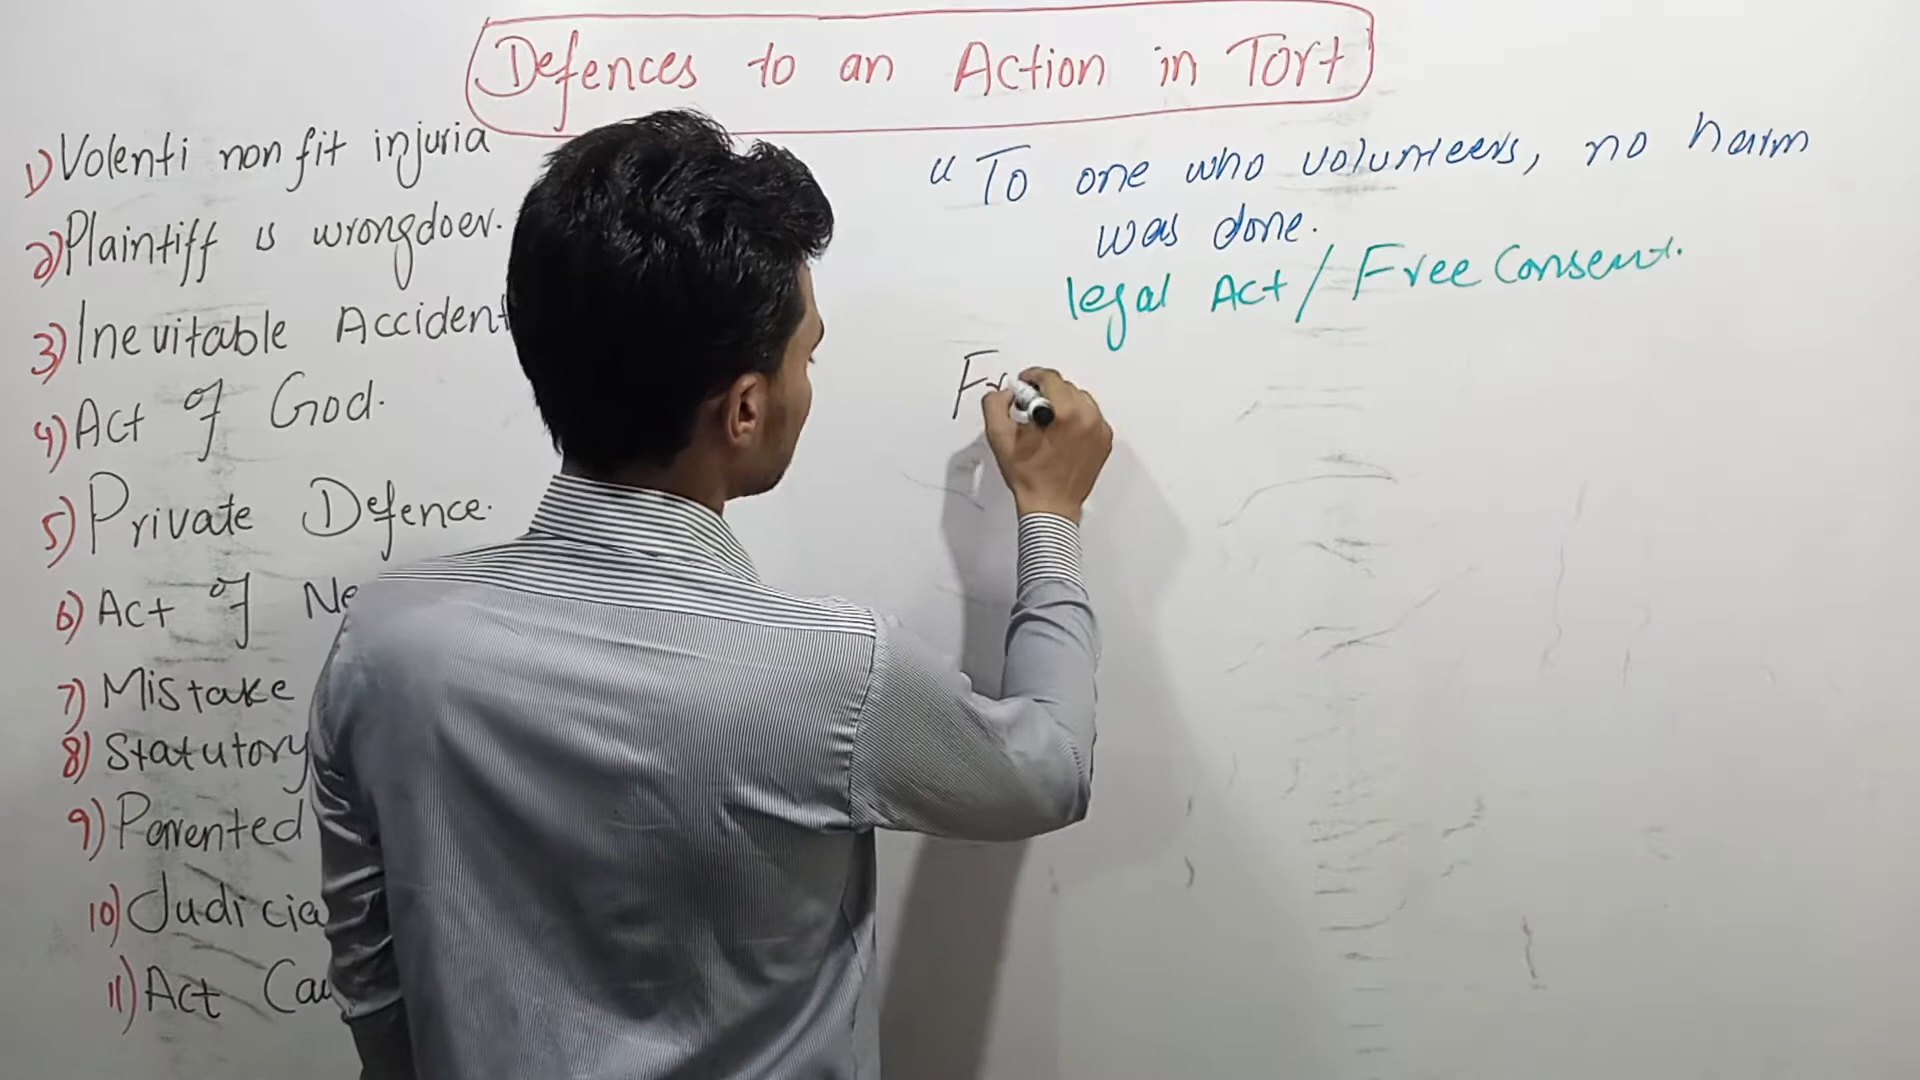 Defences to an Action in Tort
1) Volenti non fit injuria
2) Plaintiff is wrongdoer.
3) Inevitable Accident
4) Act of God.
5) Private Defence.
6) Act of Ne
7) Mistake
8) Statutory
9) Parented
10) Judicia
11) Act Cau
" To one who volunteers, no harm
was done.
legal Act / Free Consent.
Fr